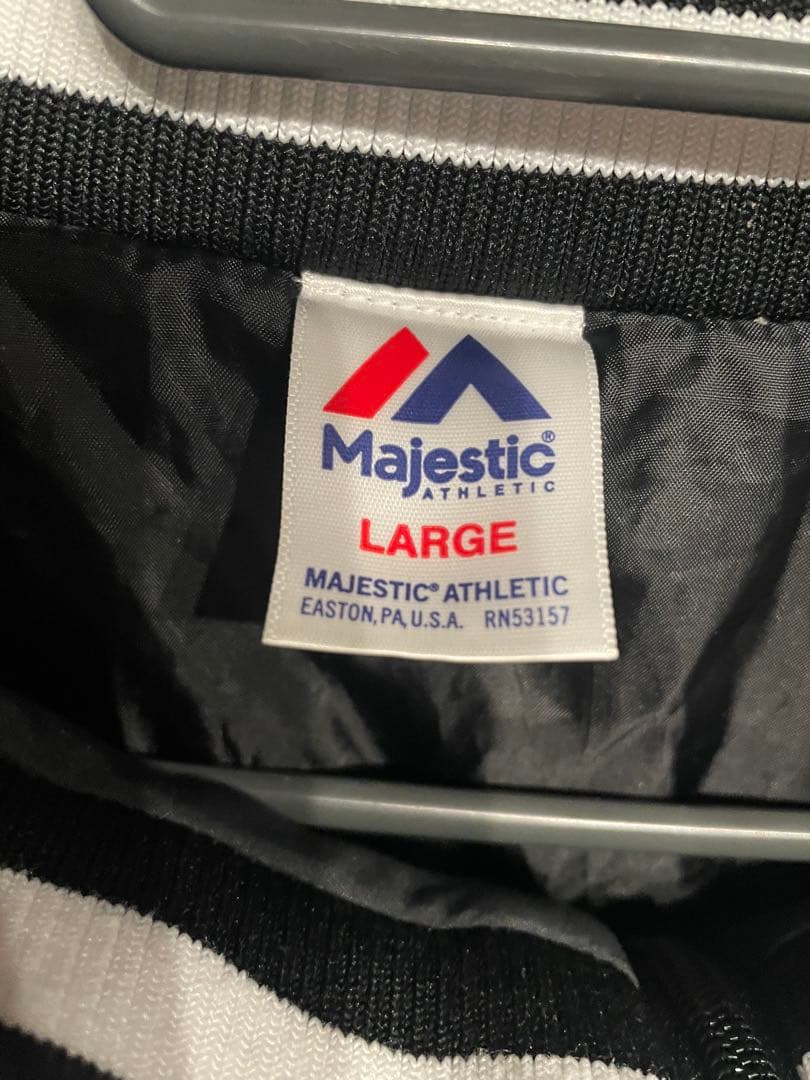 Majestic®
ATHLETIC
LARGE
MAJESTIC® ATHLETIC
EASTON, PA, U.S.A. RN53157